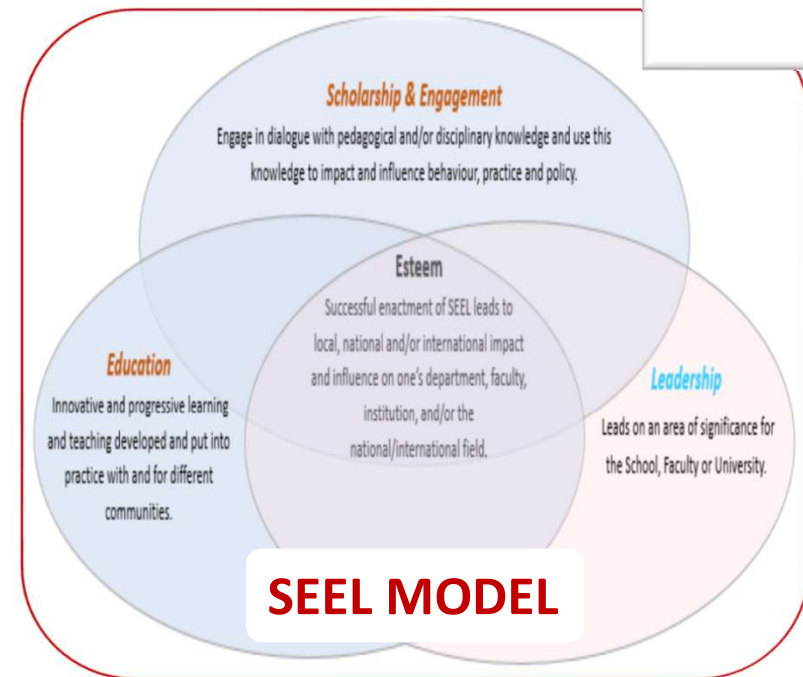 Scholarship & Engagement
Engage in dialogue with pedagogical and/or disciplinary knowledge and use this
knowledge to impact and influence behaviour, practice and policy.
Esteem
Successful enactment of SEEL leads to
local, national and/or international impact
and influence on one's department, faculty,
institution, and/or the
national/international field.
Education
Innovative and progressive learning
and teaching developed and put into
practice with and for different
communities.
Leadership
Leads on an area of significance for
the School, Faculty or University.
SEEL MODEL